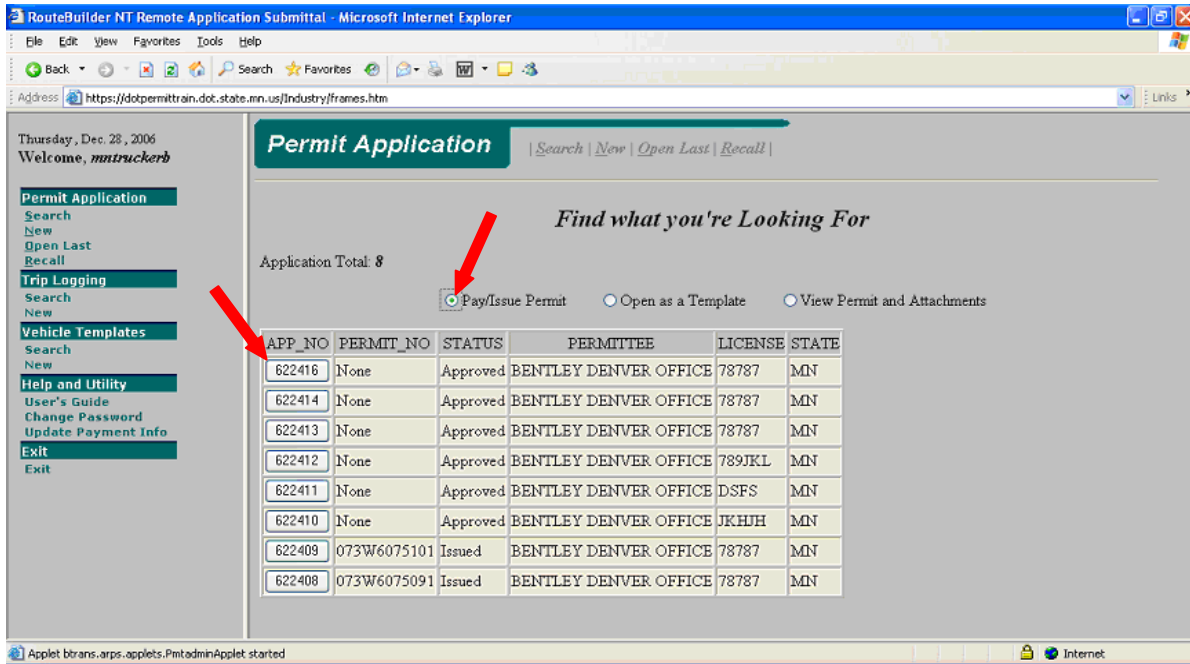 RouteBuilder NT Remote Application Submittal - Microsoft Internet Explorer
File Edit View Favorites Tools Help
Back Search Favorites
Address https://dotpermittrain.dot.state.mn.us/Industry/frames.htm Links
Thursday, Dec. 28, 2006
Welcome, mntruckerb
Permit Application
Search
New
Open Last
Recall
Trip Logging
Search
New
Vehicle Templates
Search
New
Help and Utility
User's Guide
Change Password
Update Payment Info
Exit
Exit
Permit Application | Search | New | Open Last | Recall |
Find what you're Looking For
Application Total: 8
Pay/Issue Permit Open as a Template View Permit and Attachments
APP_NO PERMIT_NO STATUS PERMITTEE LICENSE STATE
622416 None Approved BENTLEY DENVER OFFICE 78787 MN
622414 None Approved BENTLEY DENVER OFFICE 78787 MN
622413 None Approved BENTLEY DENVER OFFICE 78787 MN
622412 None Approved BENTLEY DENVER OFFICE 789JKL MN
622411 None Approved BENTLEY DENVER OFFICE DSFS MN
622410 None Approved BENTLEY DENVER OFFICE JKHJH MN
622409 073W6075101 Issued BENTLEY DENVER OFFICE 78787 MN
622408 073W6075091 Issued BENTLEY DENVER OFFICE 78787 MN
Applet btrans.arps.applets.PmtadminApplet started Internet